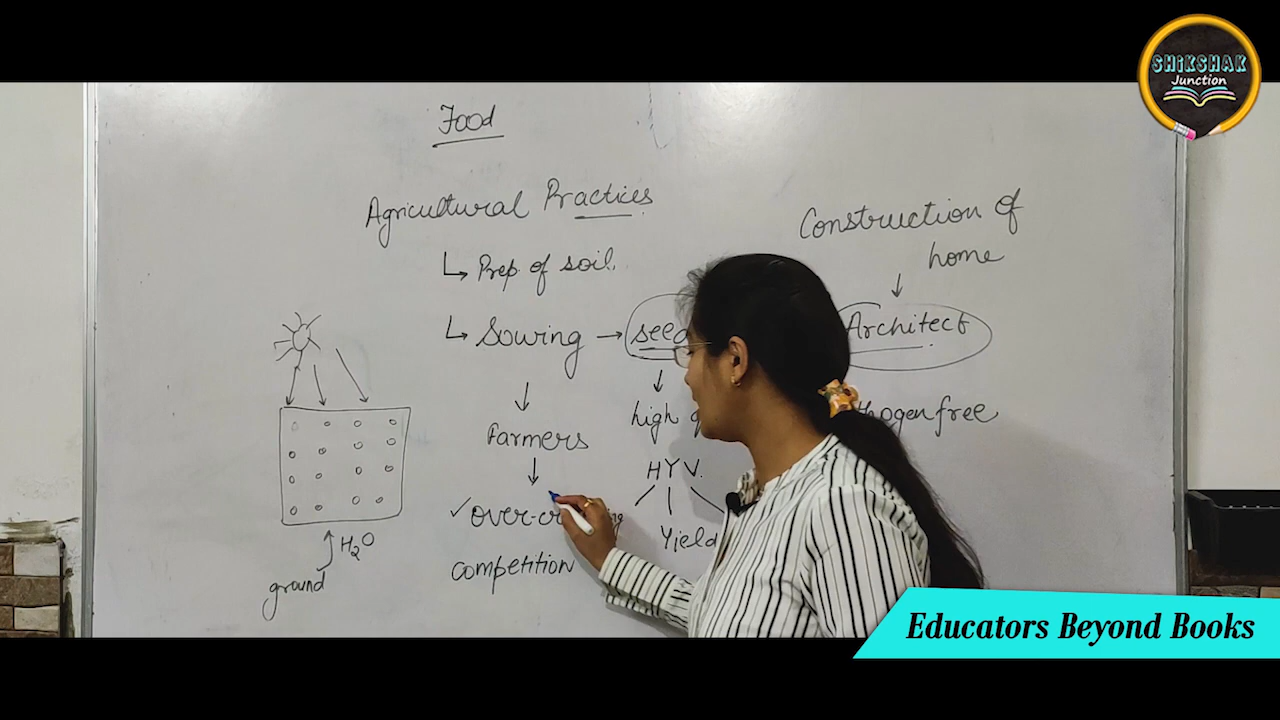 SHIKSHAK
Junction
Food
Agricultural Practices
Construction of
home
↳ Prep of soil
↳ Sowing →
Architect
Farmers
high
free
HYV.
✓
H2O
Yield
ground
competition
Educators Beyond Books